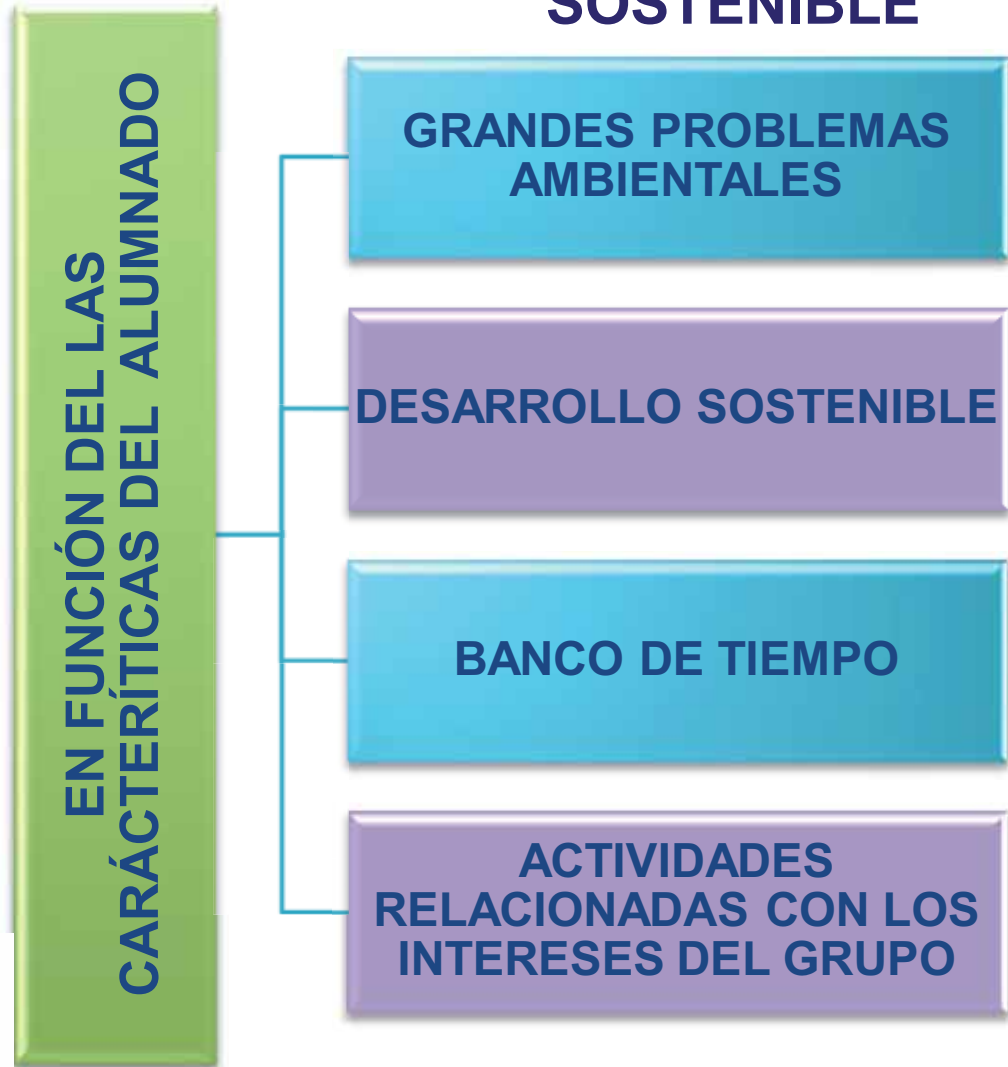 SOSTENIBLE
EN FUNCIÓN DEL LAS
CARÁCTERÍTICAS DEL ALUMINADO
GRANDES PROBLEMAS
AMBIENTALES
DESARROLLO SOSTENIBLE
BANCO DE TIEMPO
ACTIVIDADES
RELACIONADAS CON LOS
INTERESES DEL GRUPO